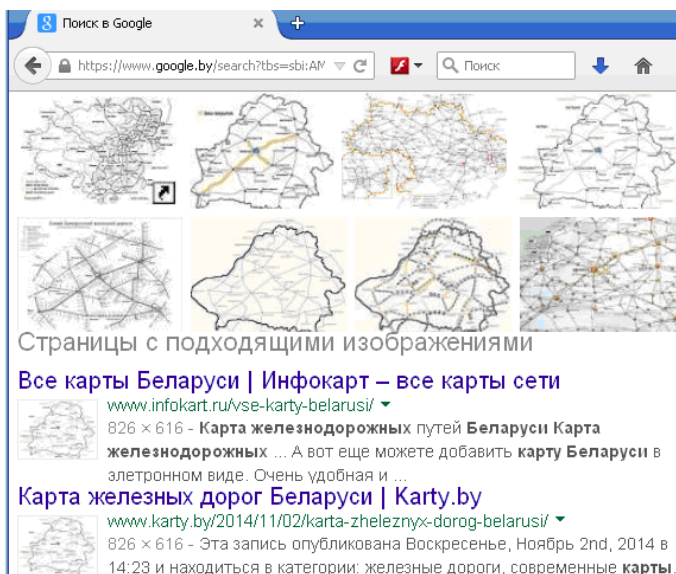 Поиск в Google
https://www.google.by/search?tbs=sbi:AM
Поиск
Страницы с подходящими изображениями
Все карты Беларуси | Инфокарт – все карты сети
www.infokart.ru/vse-karty-belarusi/
826 × 616 - Карта железнодорожных путей Беларуси Карта
железнодорожных ... А вот еще можете добавить карту Беларуси в
элетронном виде. Очень удобная и ...
Карта железных дорог Беларуси | Karty.by
www.karty.by/2014/11/02/karta-zheleznyx-dorog-belarusi/
826 × 616 - Эта запись опубликована Воскресенье, Ноябрь 2nd, 2014 в
14:23 и находиться в категории: железные дороги, современные карты.